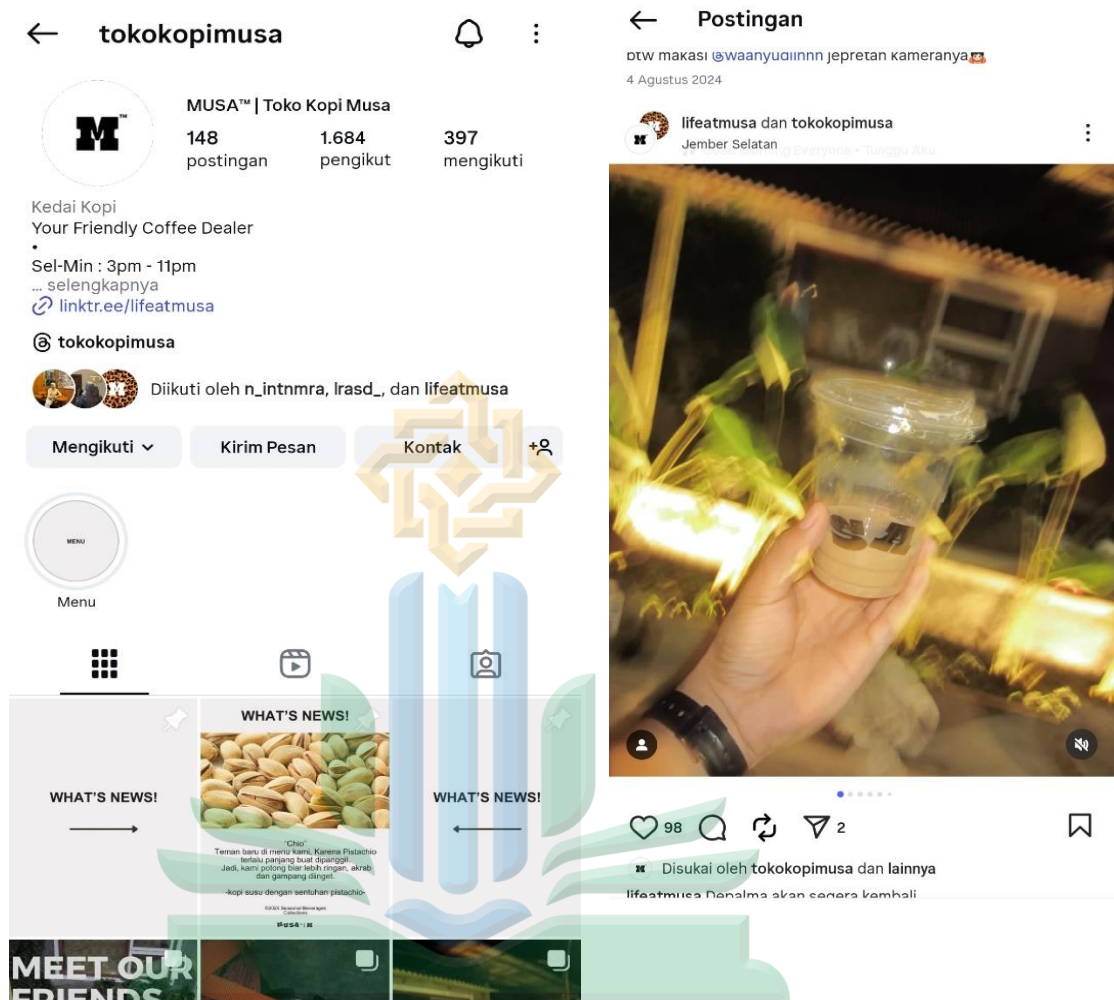 tokokopimusa
MUSA™ | Toko Kopi Musa
148
1.684
397
postingan
pengikut
mengikuti
Kedai Kopi
Your Friendly Coffee Dealer
•
Sel-Min : 3pm - 11pm
... selengkapnya
linktr.ee/lifeatmusa
tokokopimusa
Diikuti oleh n_intnmra, lrasd_, dan lifeatmusa
Mengikuti
Kirim Pesan
Kontak
MENU
Menu
WHAT'S NEWS!
WHAT'S NEWS!
"Chio"
Teman baru di menu kami, Karena Pistachio
terlalu panjang buat dipanggil.
Jadi, kami potong biar lebih ringan, akrab
dan gampang diinget.
-kopi susu dengan sentuhan pistachio-
Collections
WHAT'S NEWS!
MEET OUR
FRIENDS
Postingan
btw makasi @waanyudiinnn jepretan kameranya
4 Agustus 2024
lifeatmusa dan tokokopimusa
Jember Selatan
98
2
Disukai oleh tokokopimusa dan lainnya
lifeatmusa Depalma akan segera kembali